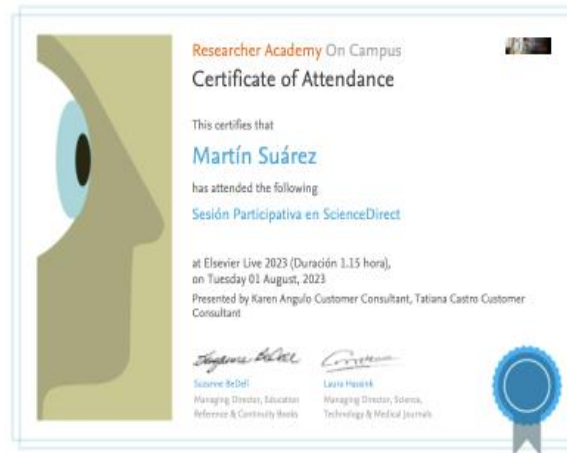 Researcher Academy On Campus
Certificate of Attendance
This certifies that
Martín Suárez
has attended the following
Sesión Participativa en ScienceDirect
at Elsevier Live 2023 (Duración 1.15 hora),
on Tuesday 01 August, 2023
Presented by Karen Angulo Customer Consultant, Tatiana Castro Customer
Consultant
Suzanne BeDell
Laura Hassink
Managing Director, Education
Managing Director, Science,
Reference & Continuity Books
Technology & Medical Journals